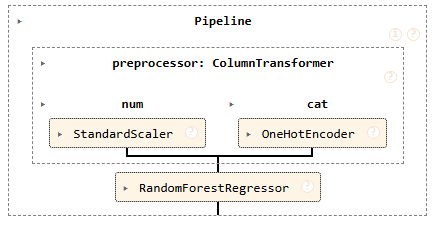 Pipeline
i ?
preprocessor: ColumnTransformer
?
num cat
StandardScaler ? OneHotEncoder ?
RandomForestRegressor ?